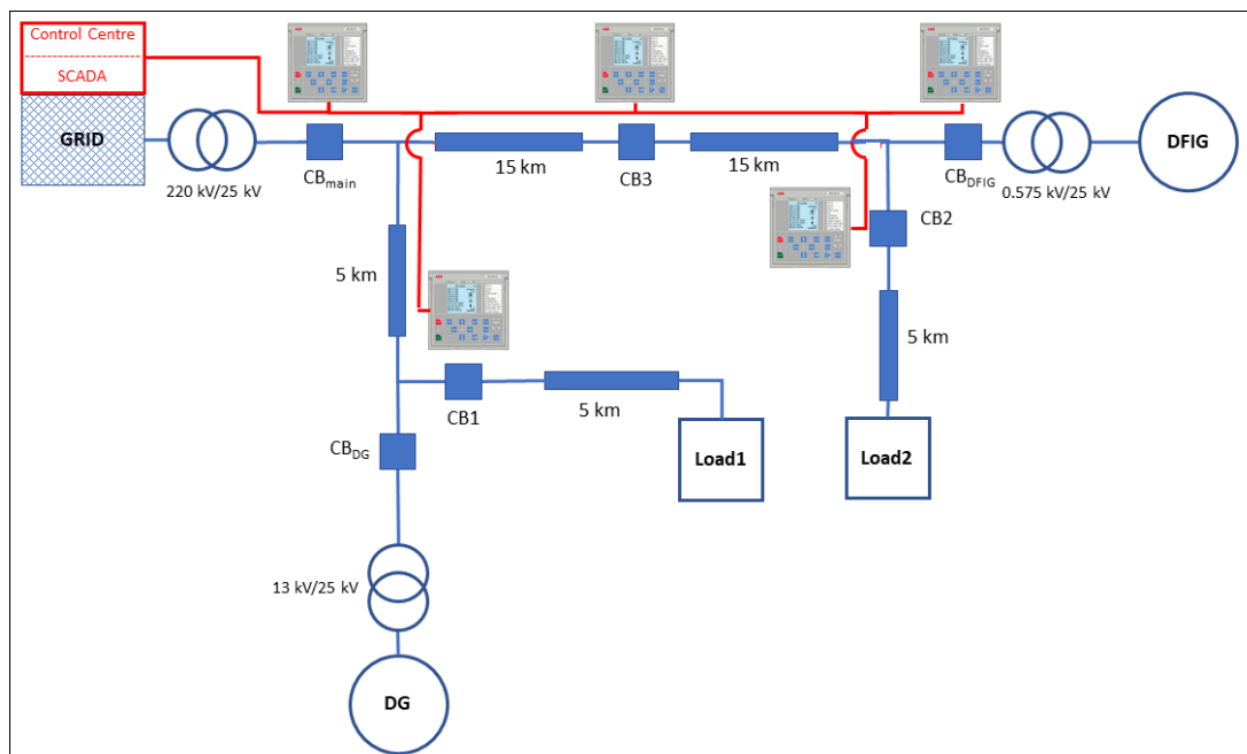 Control Centre
SCADA
GRID
220 kV/25 kV
CBmain
15 km
CB3
15 km
CBDFIG
0.575 kV/25 kV
DFIG
CB2
5 km
5 km
CB1
5 km
CBDG
Load1
Load2
13 kV/25 kV
DG